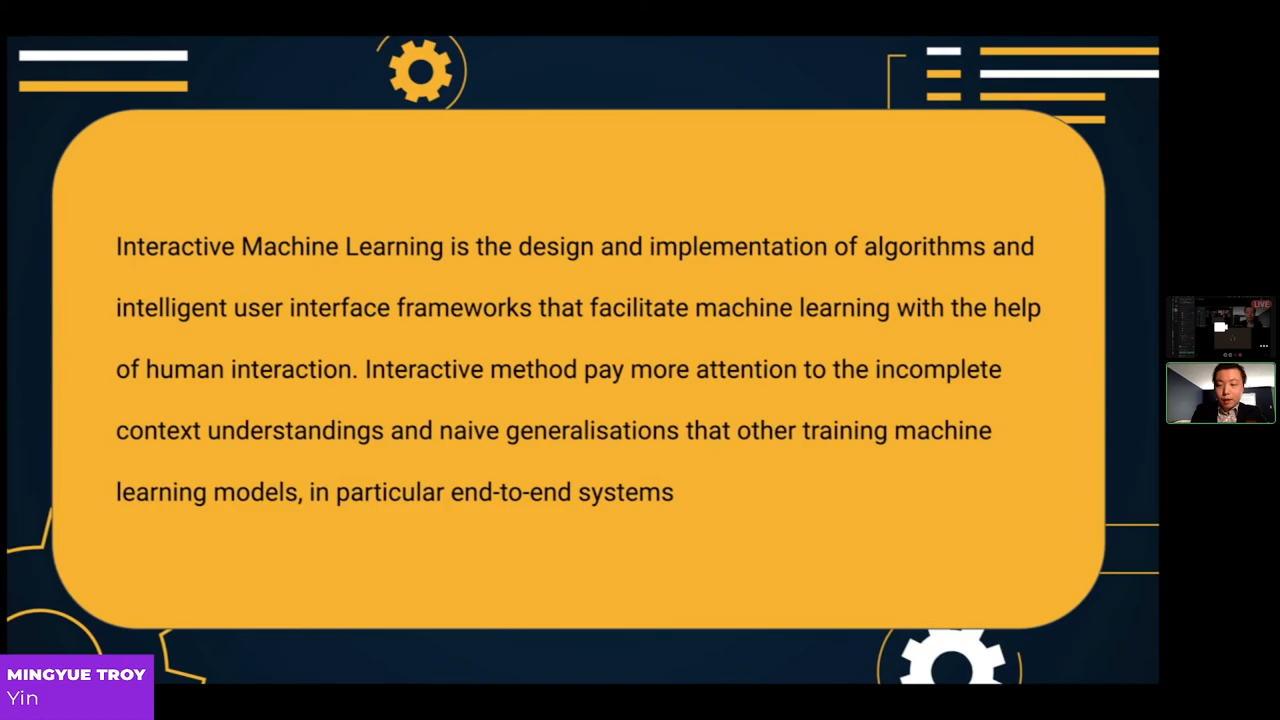 Interactive Machine Learning is the design and implementation of algorithms and
intelligent user interface frameworks that facilitate machine learning with the help
of human interaction. Interactive method pay more attention to the incomplete
context understandings and naive generalisations that other training machine
learning models, in particular end-to-end systems
LIVE
MINGYUE TROY
Yin